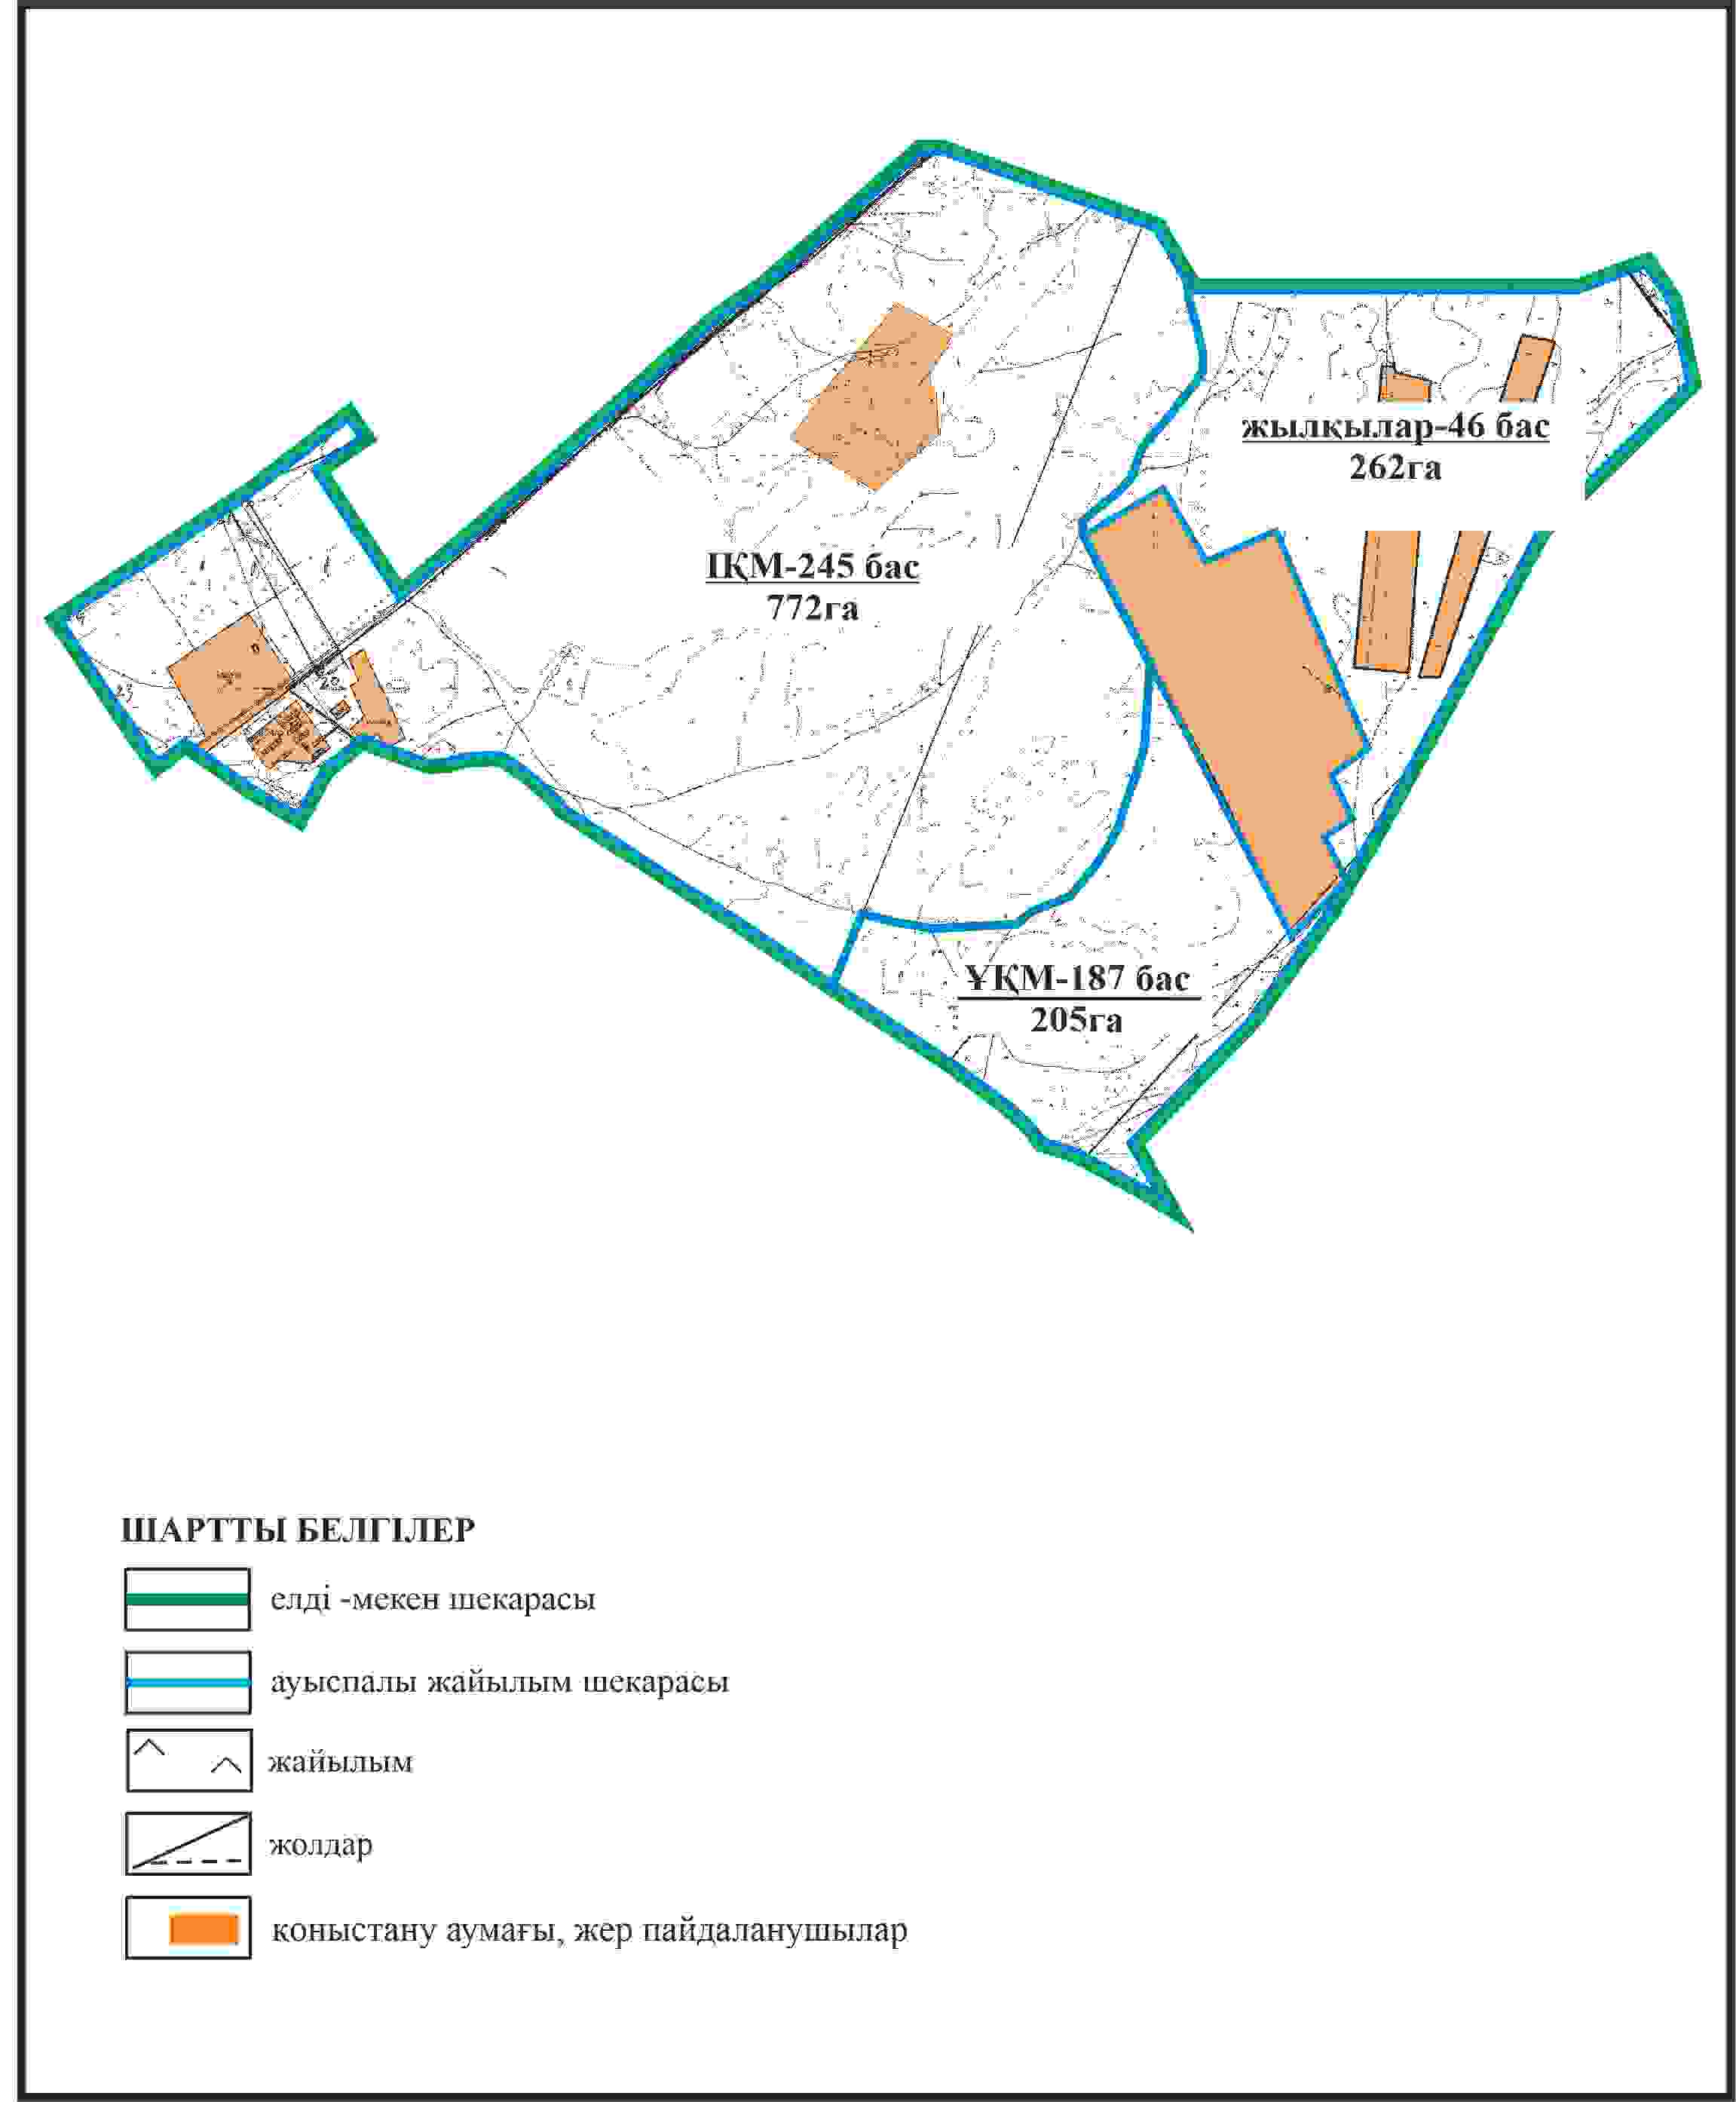 жылқылар-46 бас
262га
ІҚМ-245 бас
772га
ҰҚМ-187 бас
205га
ШАРТТЫ БЕЛГІЛЕР
елді -мекен шекарасы
ауыспалы жайылым шекарасы
жайылым
жолдар
қоныстану аумағы, жер пайдаланушылар